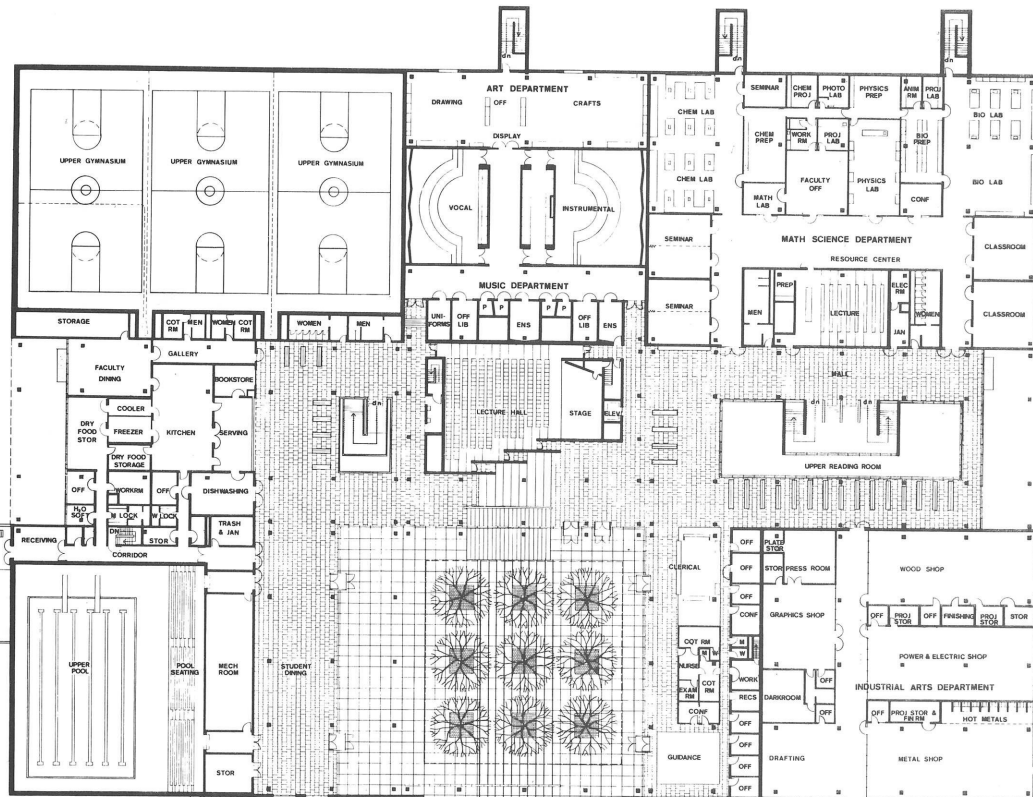 dn
dn
dn
ART DEPARTMENT
DRAWING
OFF
CRAFTS
DISPLAY
UPPER GYMNASIUM
UPPER GYMNASIUM
UPPER GYMNASIUM
VOCAL
INSTRUMENTAL
MUSIC DEPARTMENT
UNI-
FORMS
OFF
LIB
P
P
ENS
P
P
OFF
LIB
ENS
CHEM LAB
CHEM LAB
SEMINAR
CHEM
PROJ
PHOTO
LAB
PHYSICS
PREP
ANIM
RM
PROJ
LAB
BIO LAB
CHEM
PREP
WORK
RM
PROJ
LAB
BIO
PREP
FACULTY
OFF
PHYSICS
LAB
BIO LAB
MATH
LAB
CONF
SEMINAR
MATH SCIENCE DEPARTMENT
RESOURCE CENTER
CLASSROOM
SEMINAR
MEN
PREP
LECTURE
ELEC
RM
JAN
WOMEN
CLASSROOM
STORAGE
COT
RM
MEN
WOMEN
COT
RM
WOMEN
MEN
GALLERY
FACULTY
DINING
BOOKSTORE
COOLER
FREEZER
DRY
FOOD
STOR
KITCHEN
SERVING
DRY FOOD
STORAGE
OFF
WORKRM
OFF
DISHWASHING
H2O
SOFT
M LOCK
W LOCK
DN
STOR
TRASH
& JAN
RECEIVING
CORRIDOR
dn
LECTURE HALL
STAGE
ELEV
MALL
dn
dn
UPPER READING ROOM
UPPER
POOL
POOL
SEATING
MECH
ROOM
STOR
STUDENT
DINING
CLERICAL
OFF
OFF
OFF
CONF
COT RM
M
W
M
W
NURSE
EXAM
RM
COT
RM
CONF
WORK
RECS
OFF
OFF
OFF
OFF
GUIDANCE
PLATE
STOR
STOR
PRESS ROOM
GRAPHICS SHOP
OFF
DARKROOM
OFF
DRAFTING
WOOD SHOP
OFF
PROJ
STOR
OFF
FINISHING
PROJ
STOR
STOR
POWER & ELECTRIC SHOP
INDUSTRIAL ARTS DEPARTMENT
OFF
PROJ STOR &
FIN RM
HOT METALS
METAL SHOP